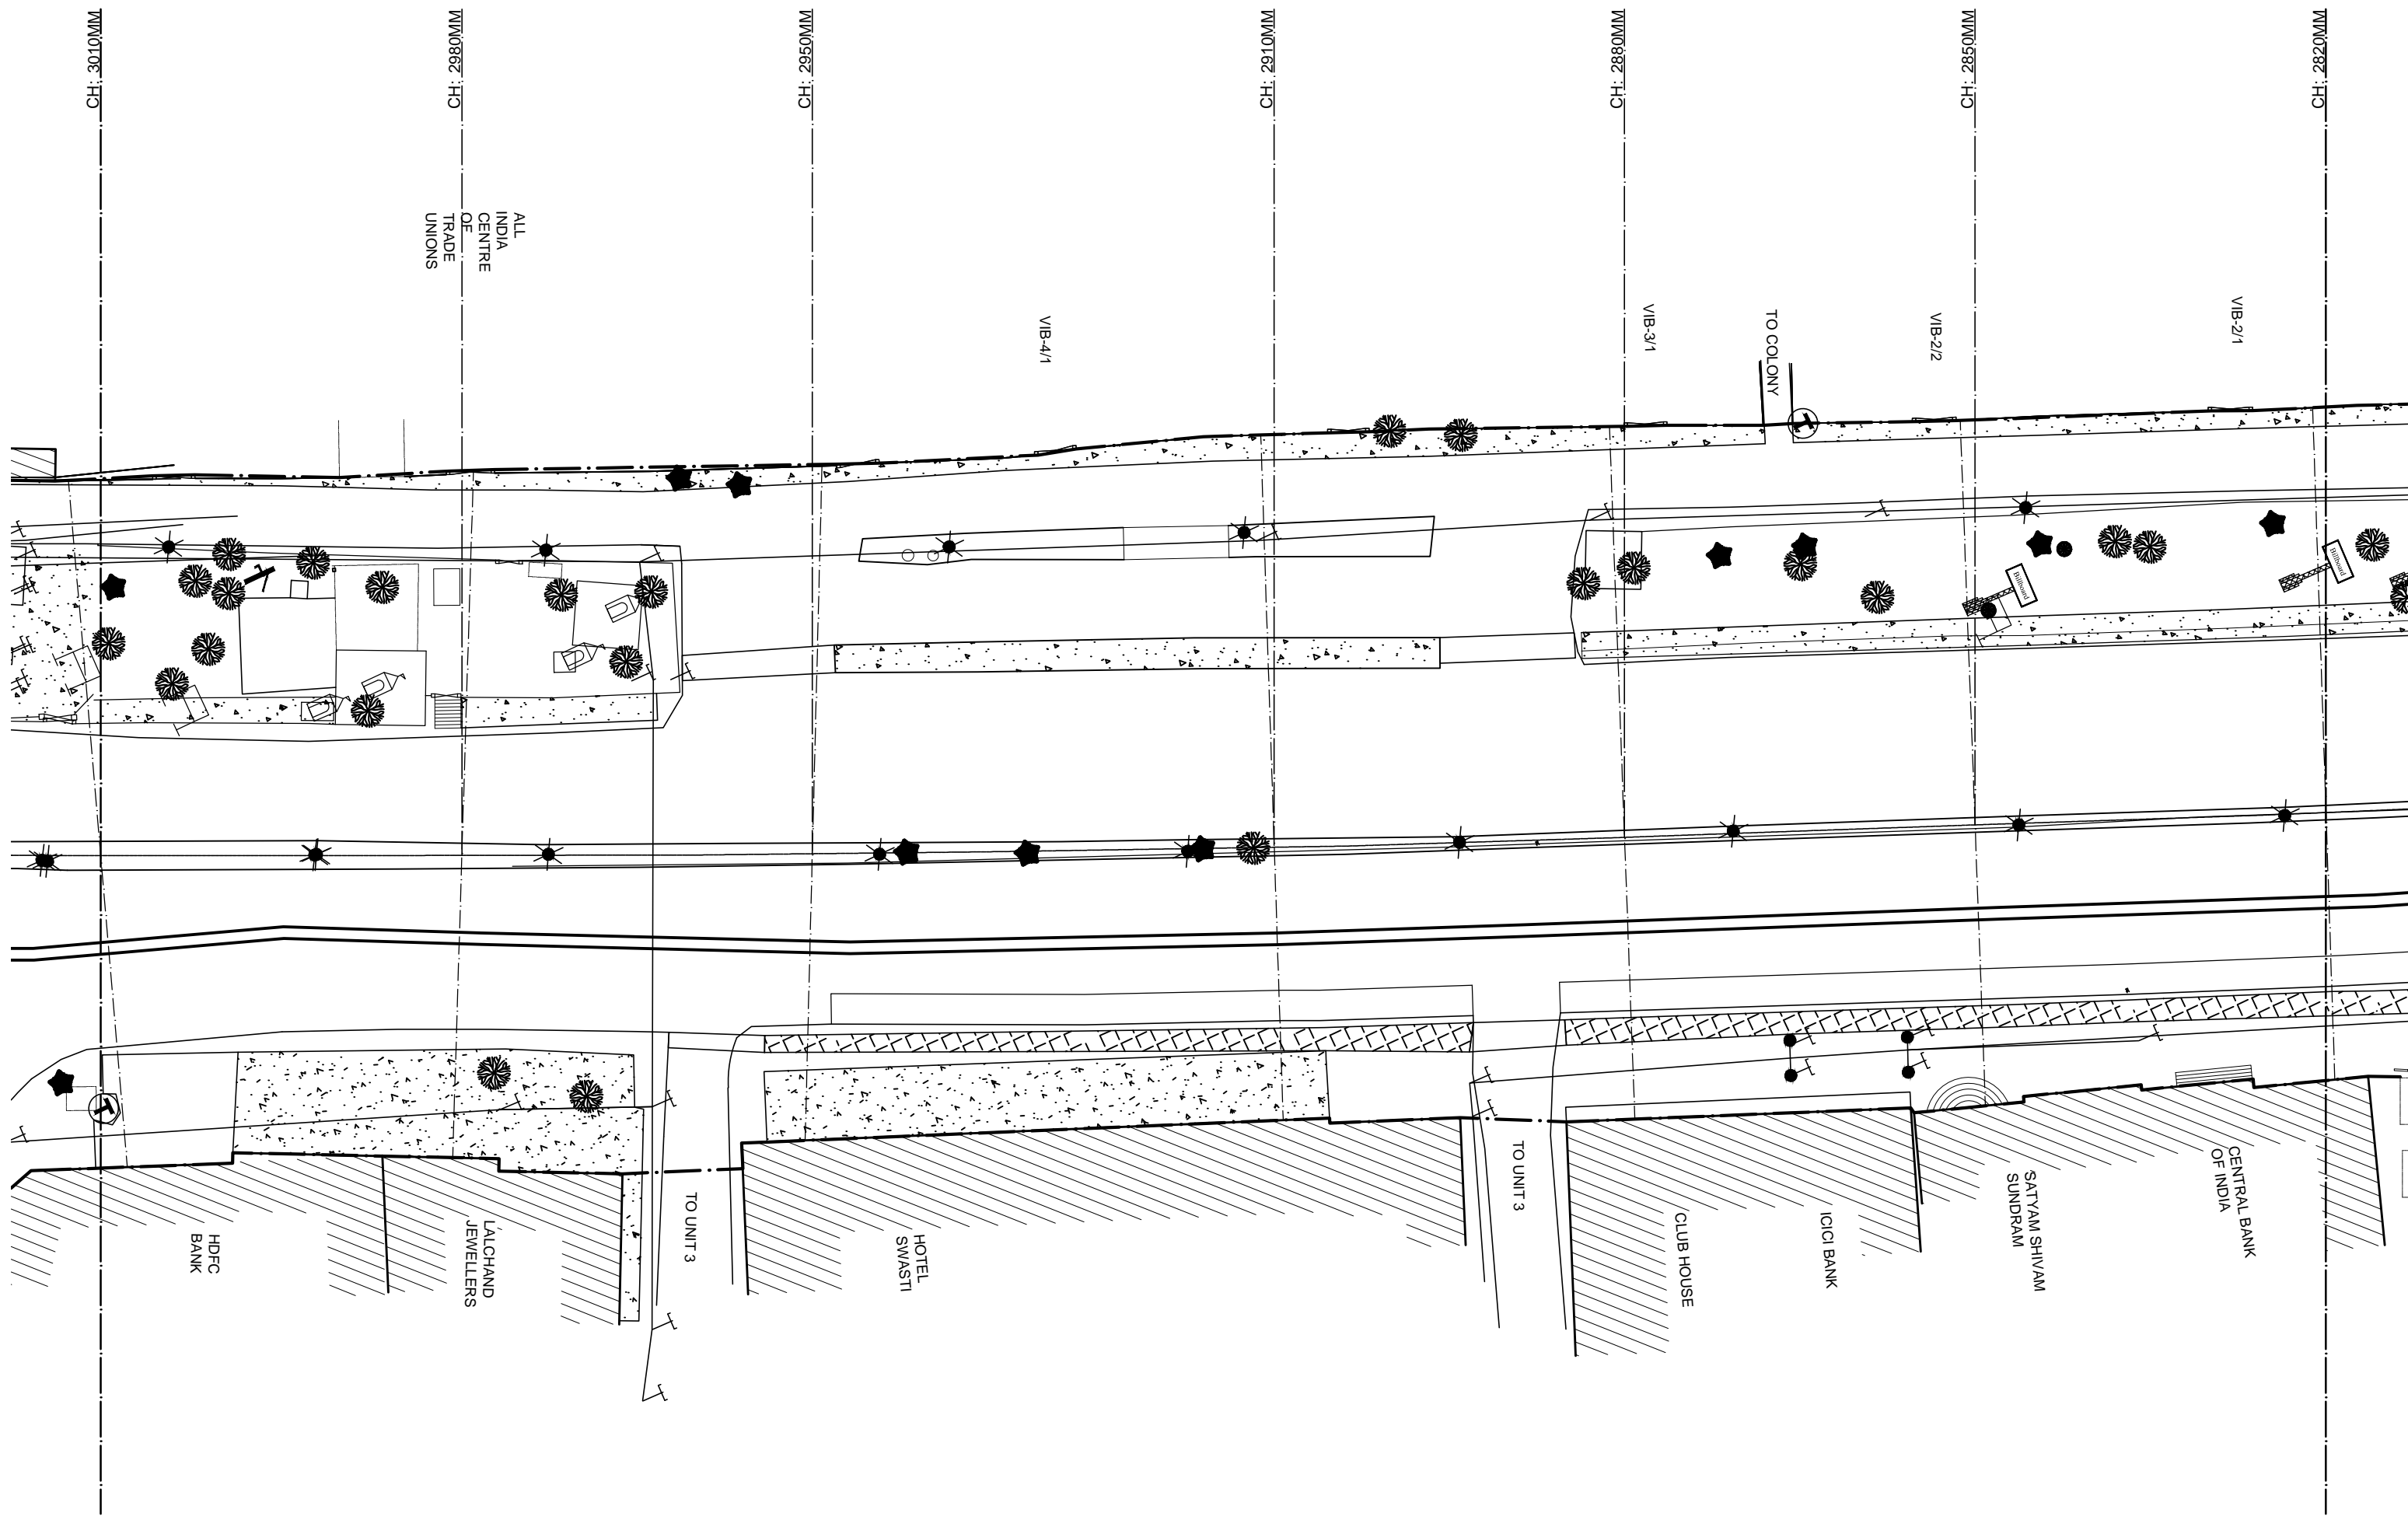 CH: 3010MM
CH: 2980MM
CH: 2950MM
CH: 2910MM
CH: 2880MM
CH: 2850MM
CH: 2820MM
ALL
INDIA
CENTRE
OF
TRADE
UNIONS
VIB-4/1
VIB-3/1
TO COLONY
VIB-2/2
VIB-2/1
Billboard
Billboard
HDFC
BANK
LALCHAND
JEWELLERS
TO UNIT 3
HOTEL
SWASTI
TO UNIT 3
CLUB HOUSE
ICICI BANK
SATYAM SHIVAM
SUNDRAM
CENTRAL BANK
OF INDIA